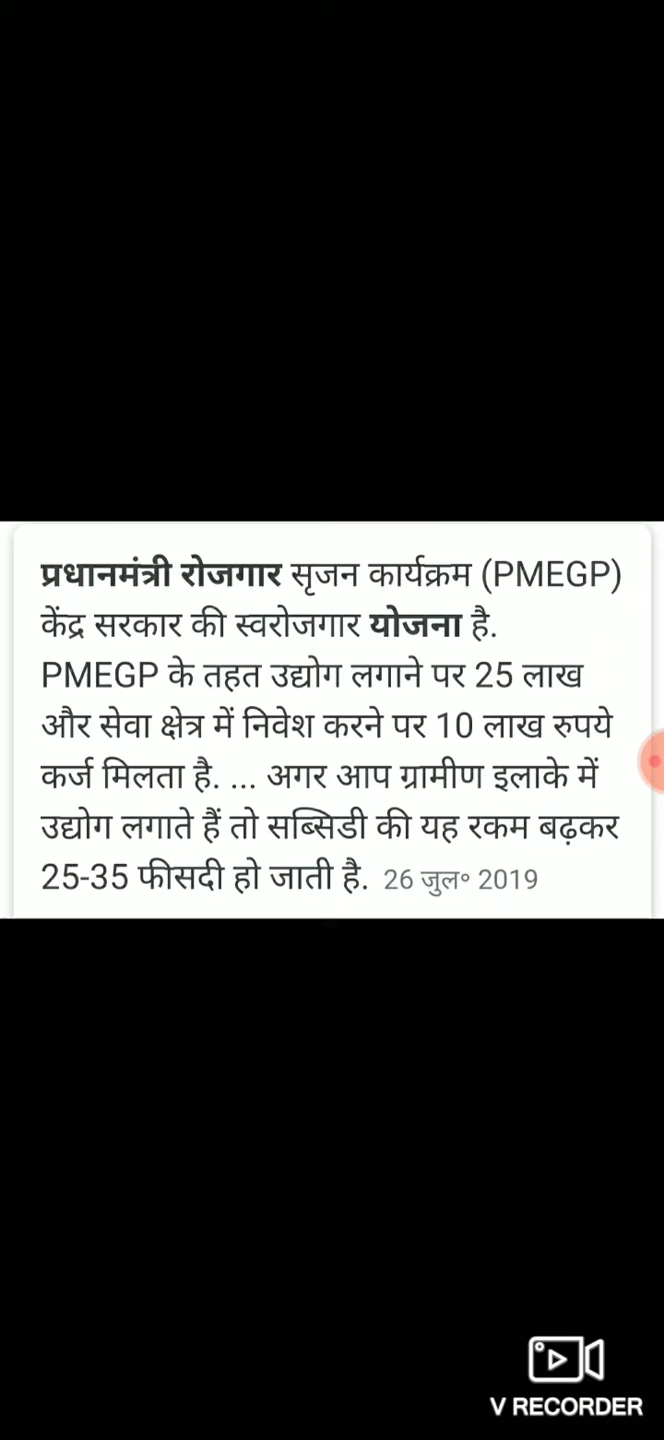 प्रधानमंत्री रोजगार सृजन कार्यक्रम (PMEGP)
केंद्र सरकार की स्वरोजगार योजना है.
PMEGP के तहत उद्योग लगाने पर 25 लाख
और सेवा क्षेत्र में निवेश करने पर 10 लाख रुपये
कर्ज मिलता है. ... अगर आप ग्रामीण इलाके में
उद्योग लगाते हैं तो सब्सिडी की यह रकम बढ़कर
25-35 फीसदी हो जाती है. 26 जुल॰ 2019
V RECORDER